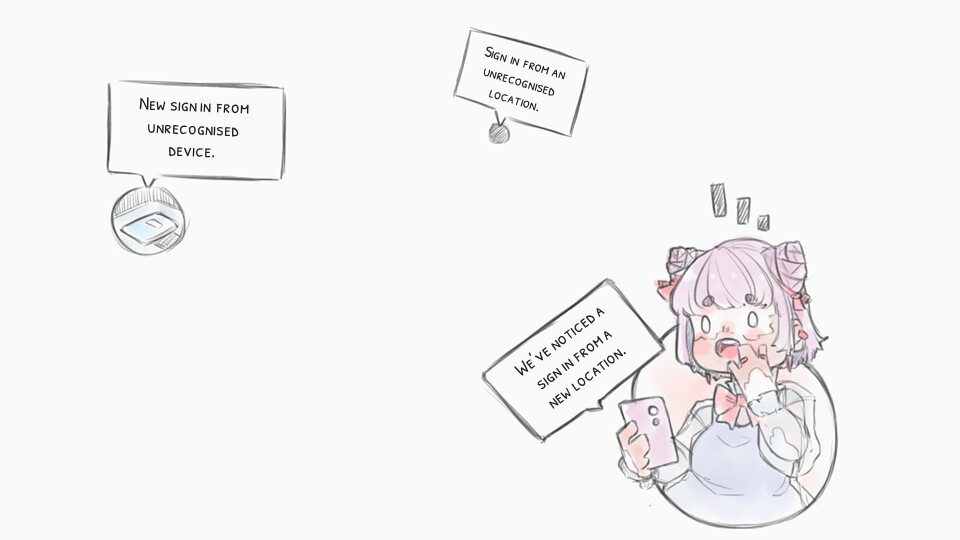 New sign in from
unrecognised
device.
Sign in from an
unrecognised
location.
We've noticed a
sign in from a
new location.